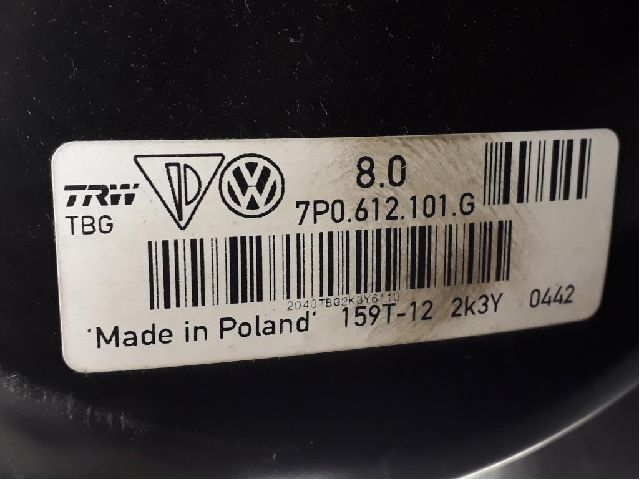 TRW
TBG
8.0
7P0.612.101.G
'Made in Poland' 159T-12 2k3Y 0442